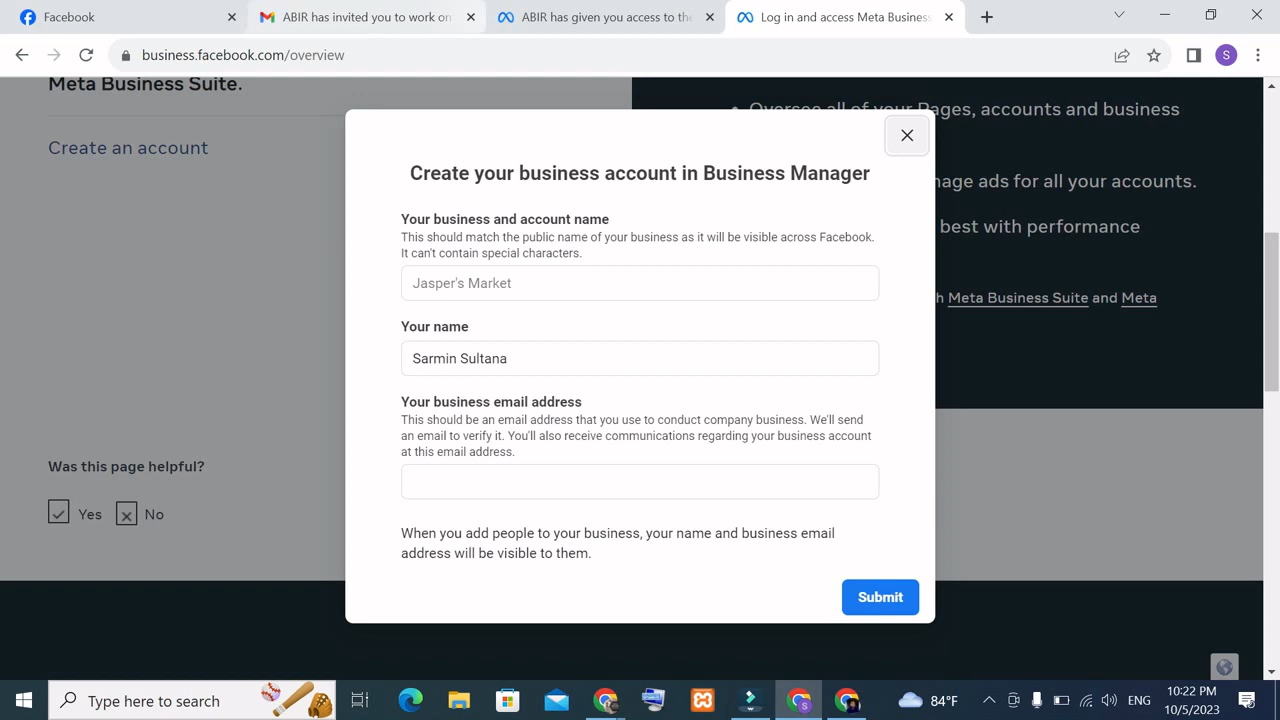 Facebook
ABIR has invited you to work on
ABIR has given you access to the
Log in and access Meta Business
business.facebook.com/overview
S
Meta Business Suite.
Create an account
Oversee all of your Pages, accounts and business
nage ads for all your accounts.
best with performance
h Meta Business Suite and Meta
Create your business account in Business Manager
Your business and account name
This should match the public name of your business as it will be visible across Facebook.
It can't contain special characters.
Jasper's Market
Your name
Sarmin Sultana
Your business email address
This should be an email address that you use to conduct company business. We'll send
an email to verify it. You'll also receive communications regarding your business account
at this email address.
When you add people to your business, your name and business email
address will be visible to them.
Submit
Was this page helpful?
Yes
No
Type here to search
84°F
ENG
10:22 PM
10/5/2023